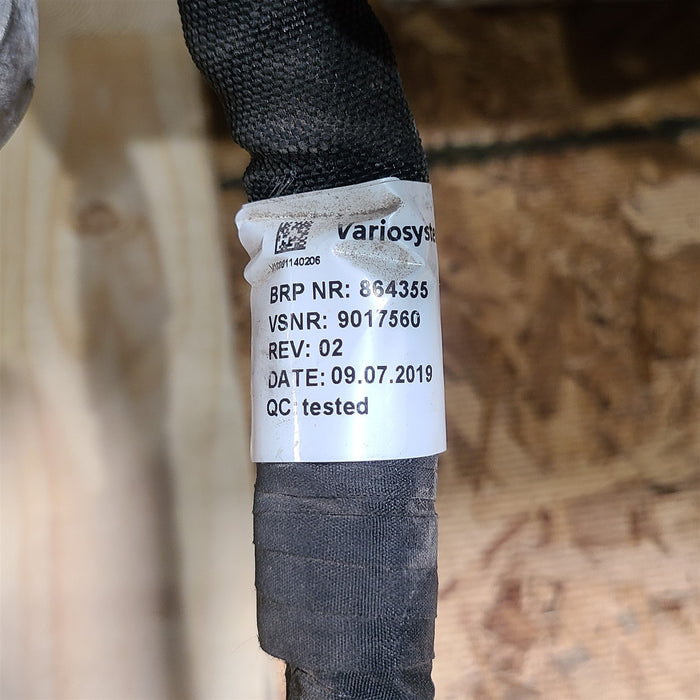 variosyste
BRP NR: 864355
VSNR: 9017560
REV: 02
DATE: 09.07.2019
QC: tested